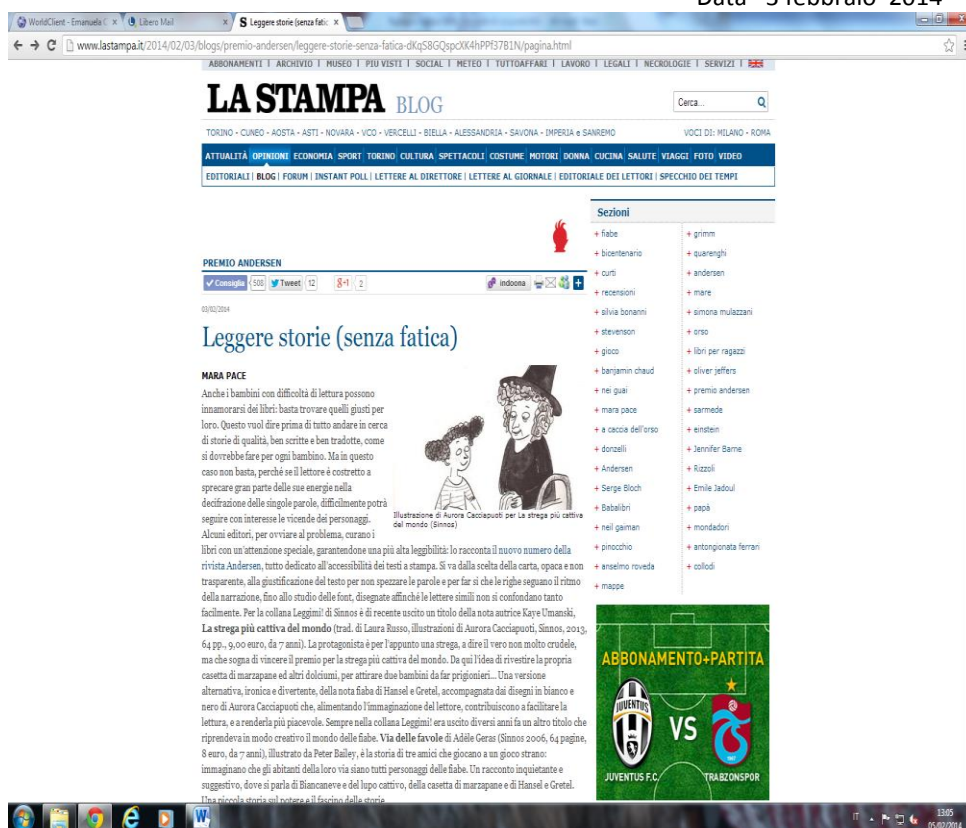 Data 3 febbraio 2014
WorldClient - Emanuela C
Libero Mail
Leggere storie (senza fatic
www.lastampa.it/2014/02/03/blogs/premio-andersen/leggere-storie-senza-fatica-dKqS8GQspcXK4hPPf37B1N/pagina.html
ABBONAMENTI | ARCHIVIO | MUSEO | PIU VISTI | SOCIAL | METEO | TUTTOAFFARI | LAVORO | LEGALI | NECROLOGIE | SERVIZI |
LA STAMPA BLOG
Cerca...
TORINO - CUNEO - AOSTA - ASTI - NOVARA - VCO - VERCELLI - BIELLA - ALESSANDRIA - SAVONA - IMPERIA e SANREMO
VOCI DI: MILANO - ROMA
ATTUALITÀ OPINIONI ECONOMIA SPORT TORINO CULTURA SPETTACOLI COSTUME MOTORI DONNA CUCINA SALUTE VIAGGI FOTO VIDEO
EDITORIALI | BLOG | FORUM | INSTANT POLL | LETTERE AL DIRETTORE | LETTERE AL GIORNALE | EDITORIALE DEI LETTORI | SPECCHIO DEI TEMPI
PREMIO ANDERSEN
Consiglia 508 Tweet 12 g+1 2
indoona
03/02/2014
Leggere storie (senza fatica)
MARA PACE
Anche i bambini con difficoltà di lettura possono
innamorarsi dei libri: basta trovare quelli giusti per
loro. Questo vuol dire prima di tutto andare in cerca
di storie di qualità, ben scritte e ben tradotte, come
si dovrebbe fare per ogni bambino. Ma in questo
caso non basta, perché se il lettore è costretto a
sprecare gran parte delle sue energie nella
decifrazione delle singole parole, difficilmente potrà
seguire con interesse le vicende dei personaggi.
Alcuni editori, per ovviare al problema, curano i
Illustrazione di Aurora Cacciapuoti per La strega più cattiva
del mondo (Sinnos)
libri con un'attenzione speciale, garantendone una più alta leggibilità: lo racconta il nuovo numero della
rivista Andersen, tutto dedicato all'accessibilità dei testi a stampa. Si va dalla scelta della carta, opaca e non
trasparente, alla giustificazione del testo per non spezzare le parole e per far sì che le righe seguano il ritmo
della narrazione, fino allo studio delle font, disegnate affinché le lettere simili non si confondano tanto
facilmente. Per la collana Leggimi! di Sinnos è di recente uscito un titolo della nota autrice Kaye Umanski,
La strega più cattiva del mondo (trad. di Laura Russo, illustrazioni di Aurora Cacciapuoti, Sinnos, 2013,
64 pp., 9,00 euro, da 7 anni). La protagonista è per l'appunto una strega, a dire il vero non molto crudele,
ma che sogna di vincere il premio per la strega più cattiva del mondo. Da qui l'idea di rivestire la propria
casetta di marzapane ed altri dolciumi, per attirare due bambini da far prigionieri... Una versione
alternativa, ironica e divertente, della nota fiaba di Hansel e Gretel, accompagnata dai disegni in bianco e
nero di Aurora Cacciapuoti che, alimentando l'immaginazione del lettore, contribuiscono a facilitare la
lettura, e a renderla più piacevole. Sempre nella collana Leggimi! era uscito diversi anni fa un altro titolo che
riprendeva in modo creativo il mondo delle fiabe. Via delle favole di Adèle Geras (Sinnos 2006, 64 pagine,
8 euro, da 7 anni), illustrato da Peter Bailey, è la storia di tre amici che giocano a un gioco strano:
immaginano che gli abitanti della loro via siano tutti personaggi delle fiabe. Un racconto inquietante e
suggestivo, dove si parla di Biancaneve e del lupo cattivo, della casetta di marzapane e di Hansel e Gretel.
Una piccola storia sul potere e il fascino delle storie.
Sezioni
+ fiabe
+ bicentenario
+ curti
+ recensioni
+ silvia bonanni
+ stevenson
+ gioco
+ banjamin chaud
+ nei guai
+ mara pace
+ a caccia dell'orso
+ donzelli
+ Andersen
+ Serge Bloch
+ Babalibri
+ neil gaiman
+ pinocchio
+ anselmo roveda
+ mappe
+ grimm
+ quarenghi
+ andersen
+ mare
+ simona mulazzani
+ orso
+ libri per ragazzi
+ oliver jeffers
+ premio andersen
+ sarmede
+ einstein
+ Jennifer Barne
+ Rizzoli
+ Emile Jadoul
+ papà
+ mondadori
+ antongionata ferrari
+ collodi
ABBONAMENTO+PARTITA
JUVENTUS
VS
JUVENTUS F.C.
TRABZONSPOR
IT
13:05
05/02/2014